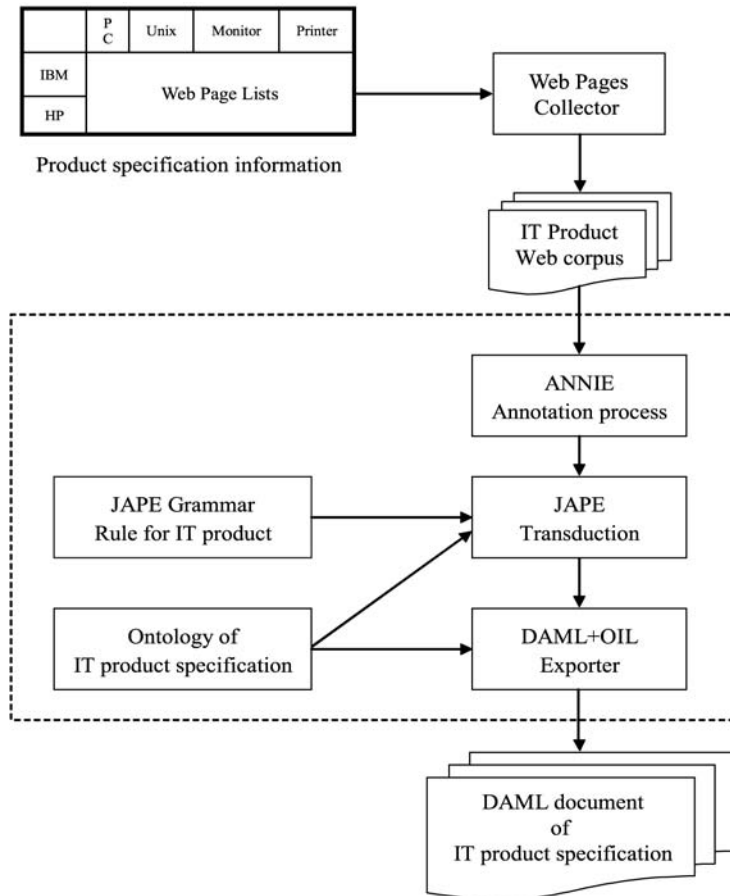 P
C
Unix
Monitor
Printer
IBM
HP
Web Page Lists
Product specification information
Web Pages
Collector
IT Product
Web corpus
ANNIE
Annotation process
JAPE Grammar
Rule for IT product
JAPE
Transduction
Ontology of
IT product specification
DAML+OIL
Exporter
DAML document
of
IT product specification